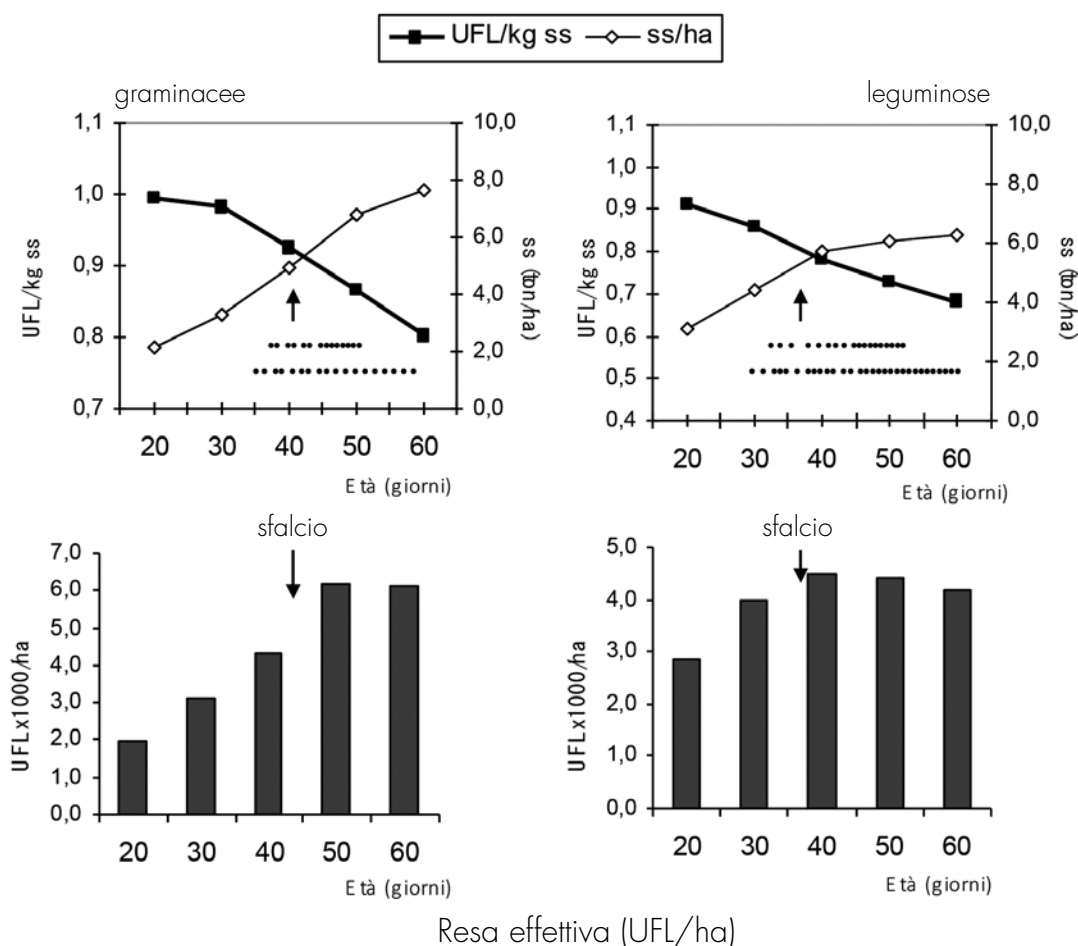 UFL/kg ss ss/ha
graminacee
UFL/kg ss
1,1
1,0
0,9
0,8
0,7
10,0
8,0
6,0
4,0
2,0
0,0
ss (ton/ha)
20 30 40 50 60
Età (giorni)
leguminose
UFL/kg ss
1,1
1,0
0,9
0,8
0,7
0,6
0,5
0,4
10,0
8,0
6,0
4,0
2,0
0,0
ss (ton/ha)
20 30 40 50 60
Età (giorni)
sfalcio
UFLx1000/ha
7,0
6,0
5,0
4,0
3,0
2,0
1,0
0,0
20 30 40 50 60
Età (giorni)
sfalcio
UFLx1000/ha
5,0
4,0
3,0
2,0
1,0
0,0
20 30 40 50 60
Età (giorni)
Resa effettiva (UFL/ha)